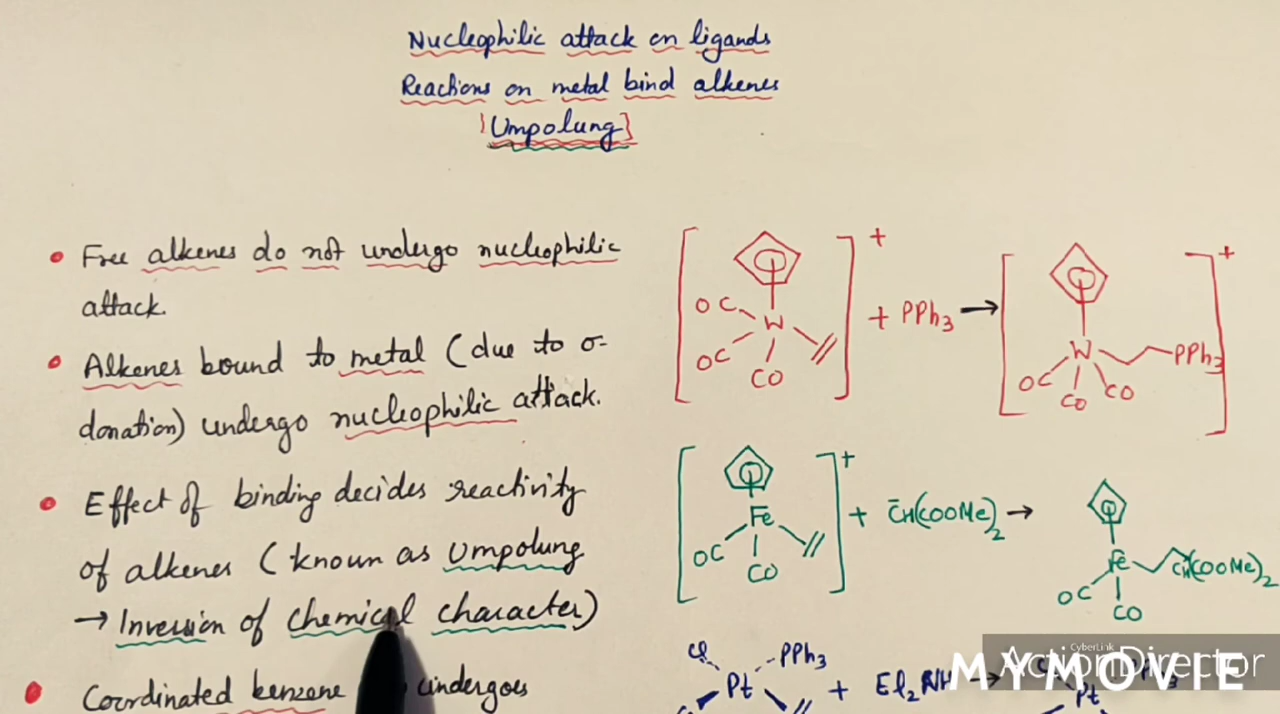 Nucleophilic attack on ligands
Reactions on metal bind alkenes
[Umpolung]
• Free alkenes do not undergo nucleophilic
attack.
• Alkenes bound to metal (due to σ-
donation) undergo nucleophilic attack.
• Effect of binding decides reactivity
of alkenes (known as Umpolung
→ Inversion of chemical character)
• Coordinated benzene undergoes
+
OC
W
OC
CO
+ PPh3 →
+
W
PPh3
OC
CO
CO
+
Fe
OC
CO
+ C̄H(COOMe)2 →
Fe
CH(COOMe)2
OC
CO
Cl
PPh3
Pt
+ Et2NH →
Pt
CyberLink
ActionDirector
MYMOVIE